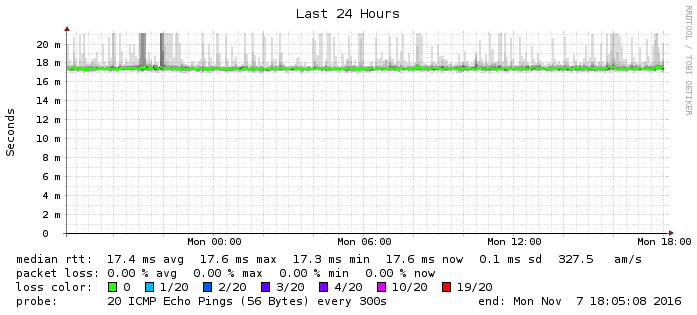 Last 24 Hours
RRDTOOL / TOBI OETIKER
Seconds
20 m
18 m
16 m
14 m
12 m
10 m
8 m
6 m
4 m
2 m
0
Mon 00:00 Mon 06:00 Mon 12:00 Mon 18:00
median rtt: 17.4 ms avg 17.6 ms max 17.3 ms min 17.6 ms now 0.1 ms sd 327.5 am/s
packet loss: 0.00 % avg 0.00 % max 0.00 % min 0.00 % now
loss color: 0 1/20 2/20 3/20 4/20 10/20 19/20
probe: 20 ICMP Echo Pings (56 Bytes) every 300s end: Mon Nov 7 18:05:08 2016